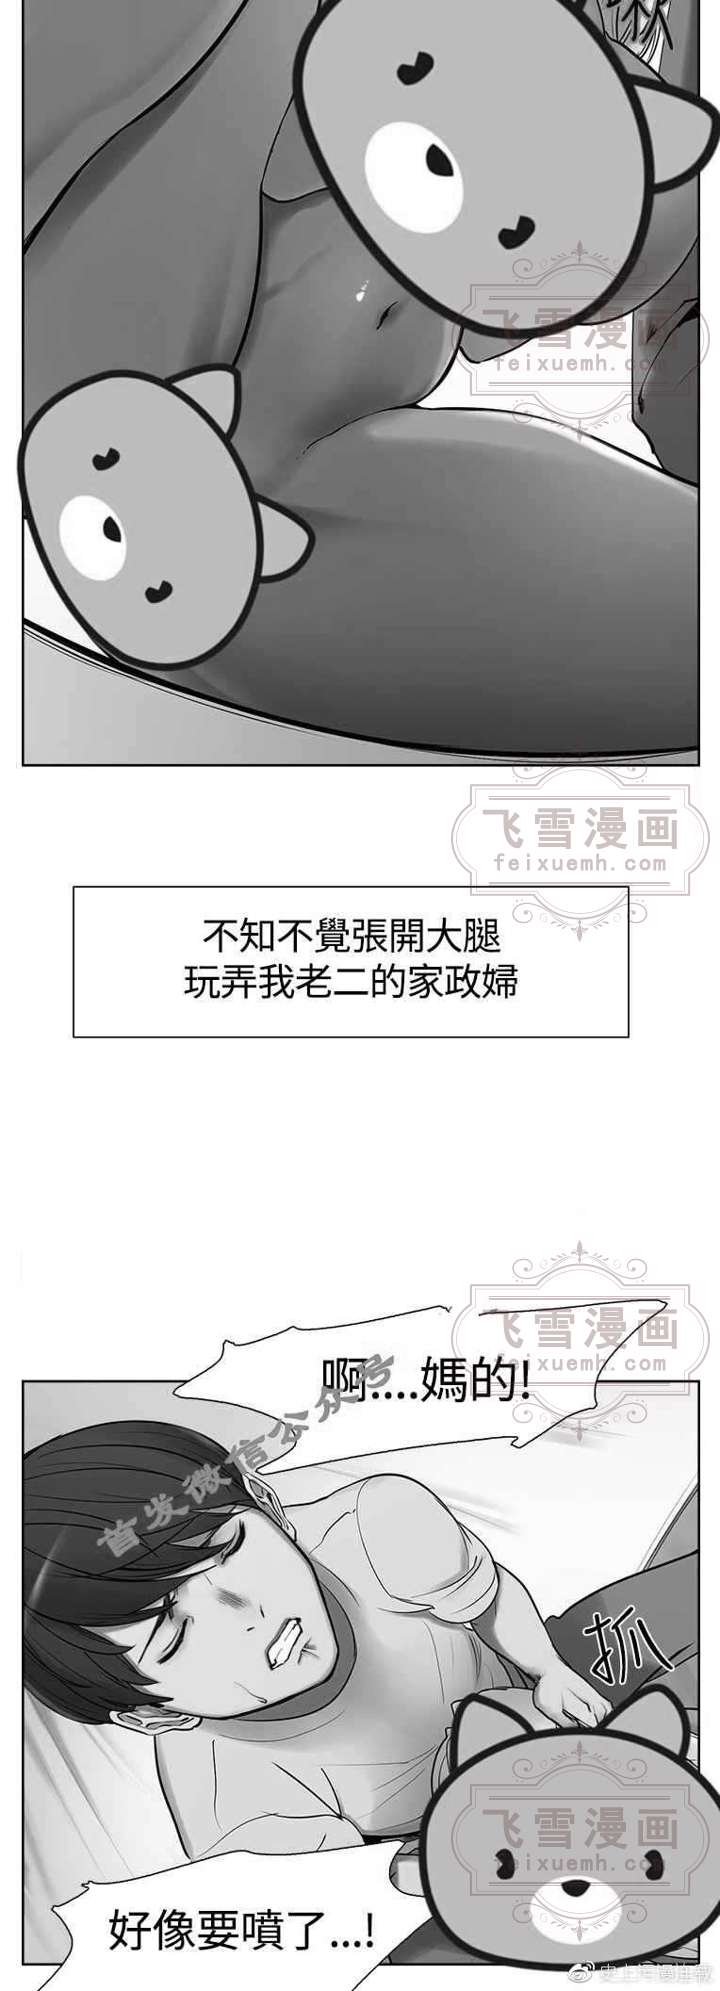 飞雪漫画
feixuemh.com
飞雪漫画
feixuemh.com
不知不覺張開大腿
玩弄我老二的家政婦
飞雪漫画
feixuemh.com
啊....媽的!
首发微信公众号
抓
飞雪漫画
feixuemh.com
好像要噴了...!